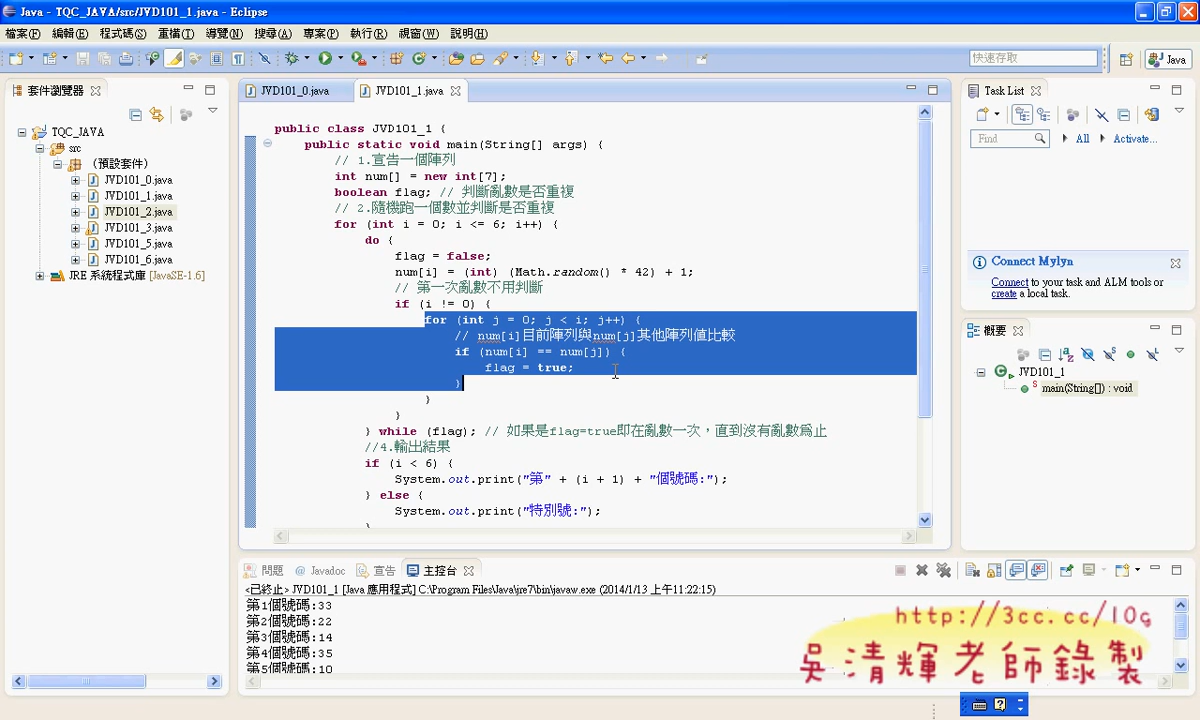 Java - TQC_JAVA/src/JVD101_1.java - Eclipse
檔案(F) 編輯(E) 程式碼(S) 重構(T) 導覽(N) 搜尋(A) 專案(P) 執行(R) 視窗(W) 說明(H)
快速存取
Java
套件瀏覽器
TQC_JAVA
src
(預設套件)
JVD101_0.java
JVD101_1.java
JVD101_2.java
JVD101_3.java
JVD101_5.java
JVD101_6.java
JRE 系統程式庫 [JavaSE-1.6]
JVD101_0.java JVD101_1.java
public class JVD101_1 {
public static void main(String[] args) {
// 1.宣告一個陣列
int num[] = new int[7];
boolean flag; // 判斷亂數是否重複
// 2.隨機跑一個數並判斷是否重複
for (int i = 0; i <= 6; i++) {
do {
flag = false;
num[i] = (int) (Math.random() * 42) + 1;
// 第一次亂數不用判斷
if (i != 0) {
for (int j = 0; j < i; j++) {
// num[i]目前陣列與num[j]其他陣列值比較
if (num[i] == num[j]) {
flag = true;
}
}
}
} while (flag); // 如果是flag=true即在亂數一次，直到沒有亂數為止
//4.輸出結果
if (i < 6) {
System.out.print("第" + (i + 1) + "個號碼:");
} else {
System.out.print("特別號:");
Task List
Find All Activate...
Connect Mylyn
Connect to your task and ALM tools or
create a local task.
概要
JVD101_1
main(String[]) : void
問題 @ Javadoc 宣告 主控台
<已終止> JVD101_1 [Java 應用程式] C:\Program Files\Java\jre7\bin\javaw.exe (2014/1/13 上午11:22:15)
第1個號碼:33
第2個號碼:22
第3個號碼:14
第4個號碼:35
第5個號碼:10
http://3cc.cc/10g
吳清輝老師錄製